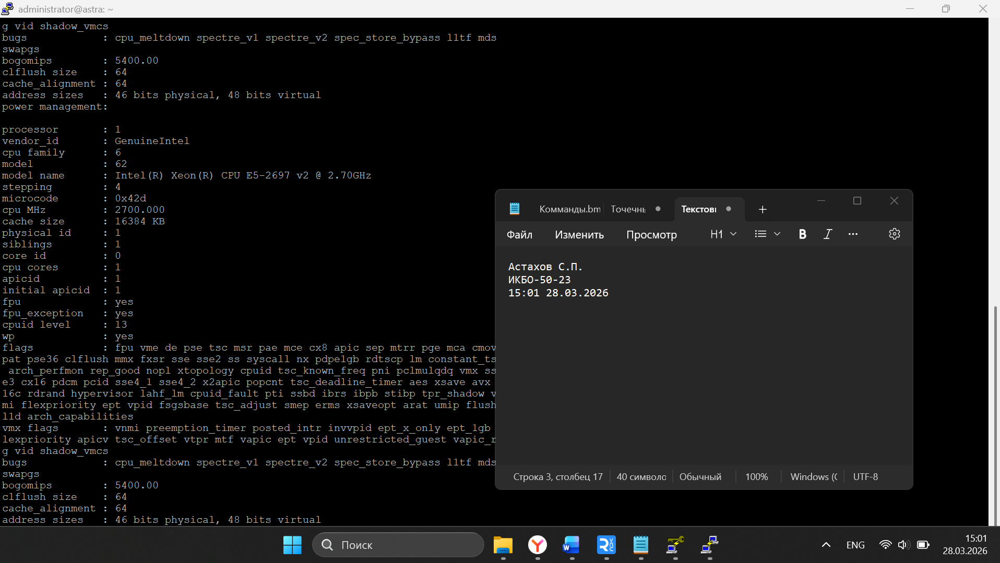 administrator@astra: ~
g vid shadow_vmcs
bugs            : cpu_meltdown spectre_v1 spectre_v2 spec_store_bypass l1tf mds
swapgs
bogomips        : 5400.00
clflush size    : 64
cache_alignment : 64
address sizes   : 46 bits physical, 48 bits virtual
power management:
processor       : 1
vendor_id       : GenuineIntel
cpu family      : 6
model           : 62
model name      : Intel(R) Xeon(R) CPU E5-2697 v2 @ 2.70GHz
stepping        : 4
microcode       : 0x42d
cpu MHz         : 2700.000
cache size      : 16384 KB
physical id     : 1
siblings        : 1
core id         : 0
cpu cores       : 1
apicid          : 1
initial apicid  : 1
fpu             : yes
fpu_exception   : yes
cpuid level     : 13
wp              : yes
flags           : fpu vme de pse tsc msr pae mce cx8 apic sep mtrr pge mca cmov
pat pse36 clflush mmx fxsr sse sse2 ss syscall nx pdpe1gb rdtscp lm constant_ts
arch_perfmon rep_good nopl xtopology cpuid tsc_known_freq pni pclmulqdq vmx ss
e3 cx16 pdcm pcid sse4_1 sse4_2 x2apic popcnt tsc_deadline_timer aes xsave avx
16c rdrand hypervisor lahf_lm cpuid_fault pti ssbd ibrs ibpb stibp tpr_shadow v
mi flexpriority ept vpid fsgsbase tsc_adjust smep erms xsaveopt arat umip flush
l1d arch_capabilities
vmx flags       : vnmi preemption_timer posted_intr invvpid ept_x_only ept_1gb
lexpriority apicv tsc_offset vtpr mtf vapic ept vpid unrestricted_guest vapic_r
g vid shadow_vmcs
bugs            : cpu_meltdown spectre_v1 spectre_v2 spec_store_bypass l1tf mds
swapgs
bogomips        : 5400.00
clflush size    : 64
cache_alignment : 64
address sizes   : 46 bits physical, 48 bits virtual
Комманды.bm Точечнь Текстовь
Файл Изменить Просмотр H1 B I
Астахов С.П.
ИКБО-50-23
15:01 28.03.2026
Строка 3, столбец 17 40 символо Обычный 100% Windows (C UTF-8
Поиск
ENG
15:01
28.03.2026